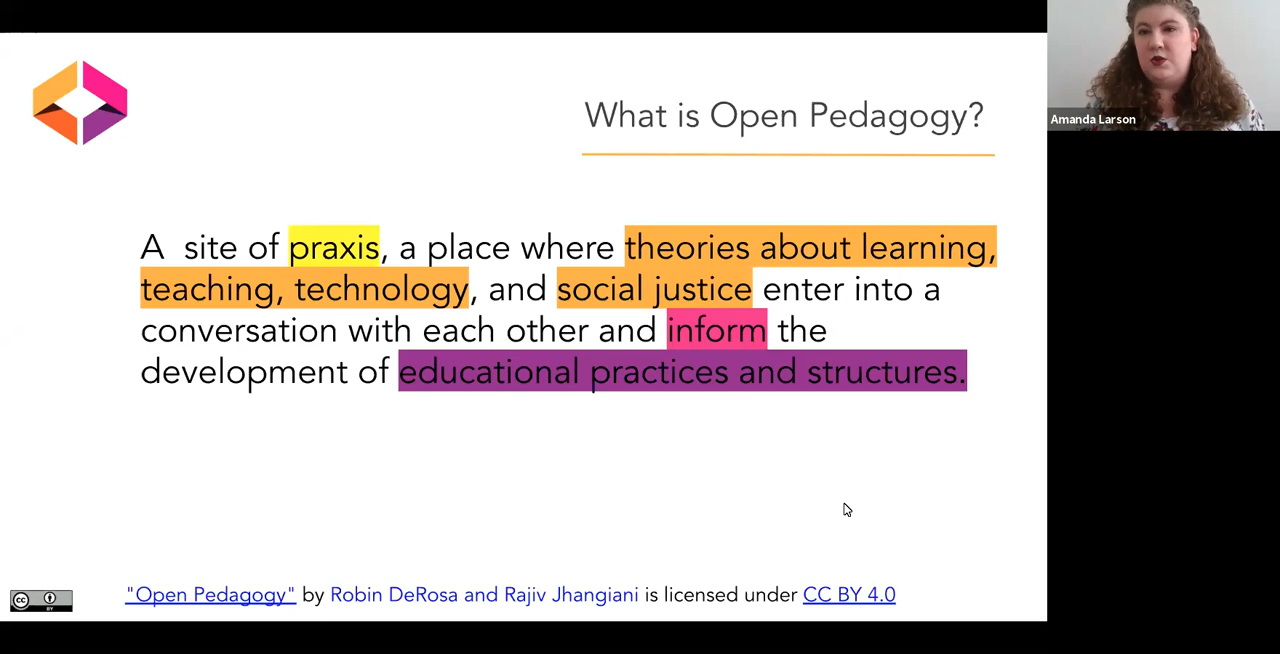 What is Open Pedagogy?
Amanda Larson
A site of praxis, a place where theories about learning,
teaching, technology, and social justice enter into a
conversation with each other and inform the
development of educational practices and structures.
"Open Pedagogy" by Robin DeRosa and Rajiv Jhangiani is licensed under CC BY 4.0
cc BY